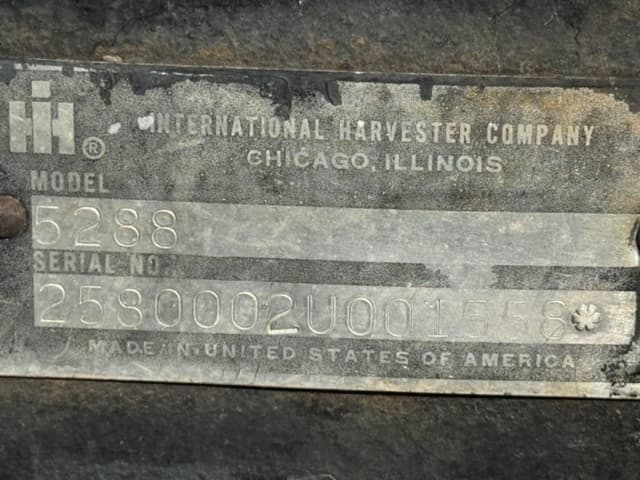 IH ®
INTERNATIONAL HARVESTER COMPANY
CHICAGO, ILLINOIS
MODEL
5288
SERIAL NO.
2580002U001558*
MADE IN UNITED STATES OF AMERICA